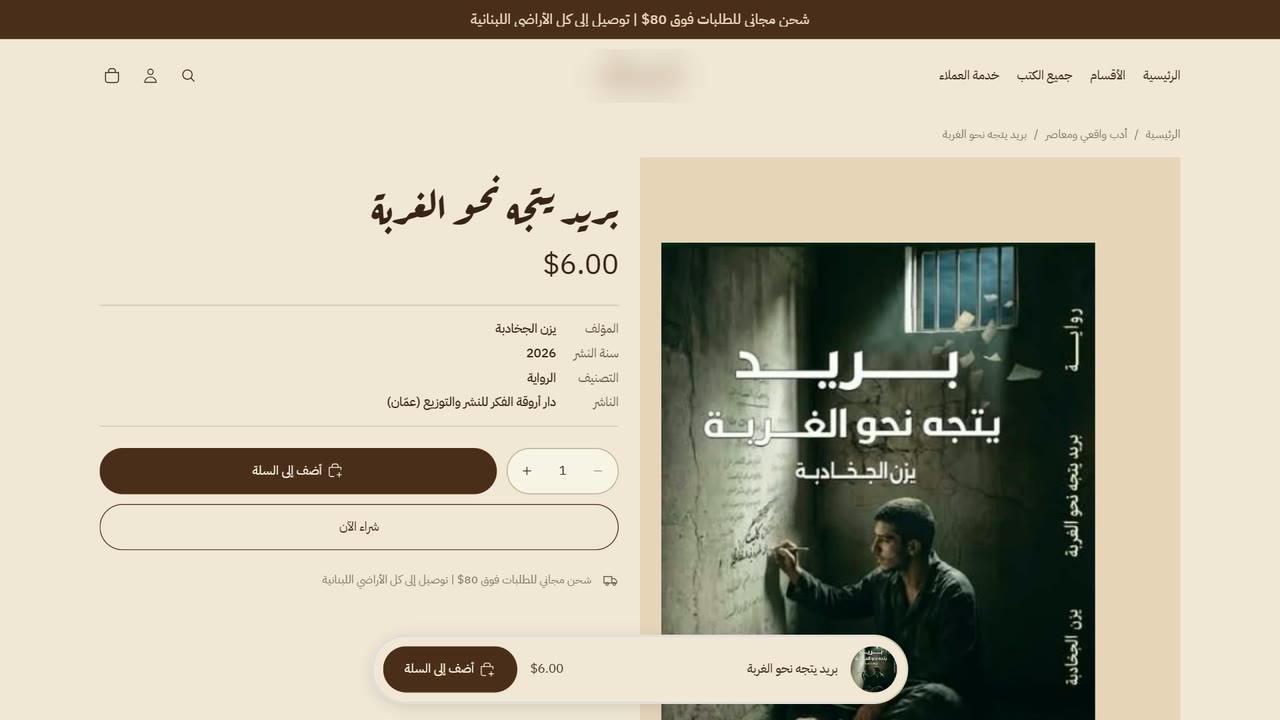 شحن مجاني للطلبات فوق 80$ | توصيل إلى كل الأراضي اللبنانية
الرئيسية الأقسام جميع الكتب خدمة العملاء
الرئيسية / أدب واقعي ومعاصر / بريد يتجه نحو الغربة
بريد يتجه نحو الغربة
$6.00
المؤلف يزن الجخادبة
سنة النشر 2026
التصنيف الرواية
الناشر دار أروقة الفكر للنشر والتوزيع (عمّان)
− 1 +
أضف إلى السلة
شراء الآن
شحن مجاني للطلبات فوق 80$ | توصيل إلى كل الأراضي اللبنانية
روايـــة
بريد يتجه نحو الغربة
يزن الجخادبة
بـــريـــد
يتجه نحو الغـــربـة
يزن الجـخـادبـة
بريد يتجه نحو الغربة
$6.00
أضف إلى السلة